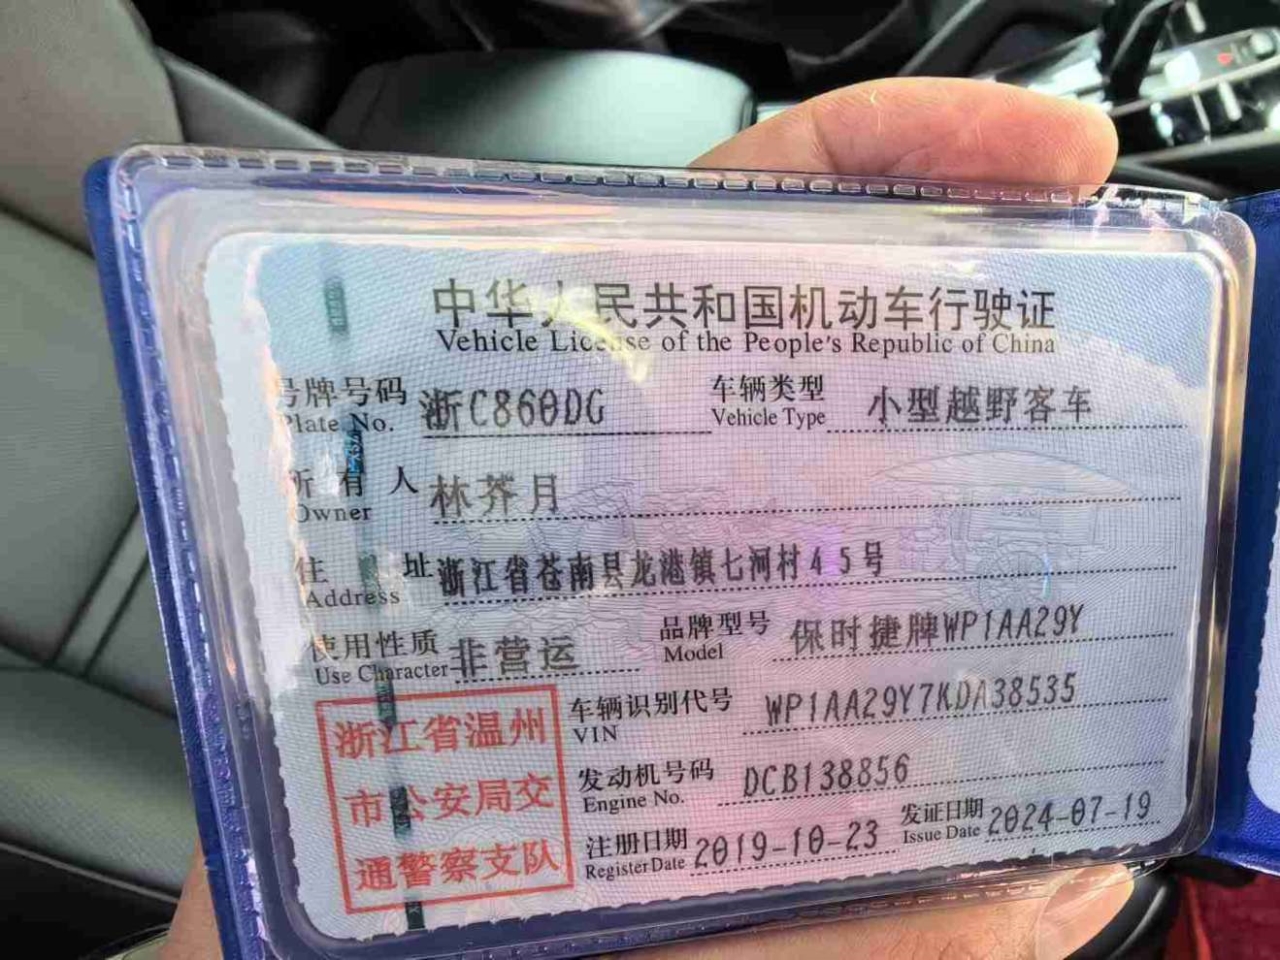 中华人民共和国机动车行驶证
Vehicle License of the People's Republic of China
号牌号码 浙C860DG 车辆类型 小型越野客车
Plate No. Vehicle Type
所有人 林芥月
Owner
住址 浙江省苍南县龙港镇七河村45号
Address
使用性质 非营运 品牌型号 保时捷牌WP1AA29Y
Use Character Model
浙江省温州
市公安局交
通警察支队
车辆识别代号 WP1AA29Y7KDA38535
VIN
发动机号码 DCB138856
Engine No.
注册日期 2019-10-23 发证日期 2024-07-19
Register Date Issue Date